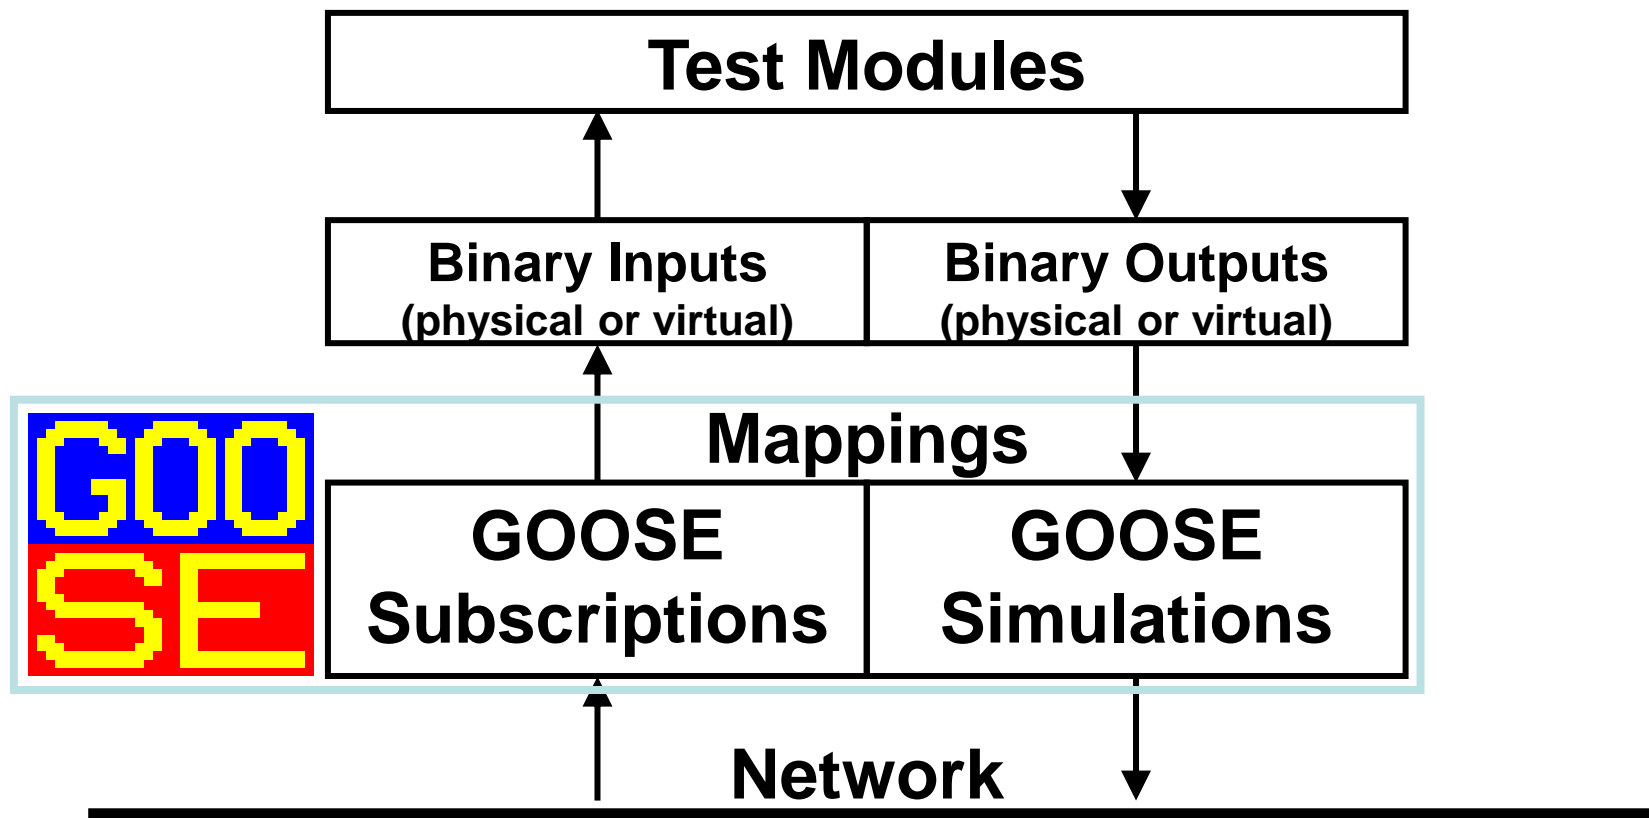 Test Modules
Binary Inputs
(physical or virtual)
Binary Outputs
(physical or virtual)
Mappings
GOO
SE
GOOSE
Subscriptions
GOOSE
Simulations
Network